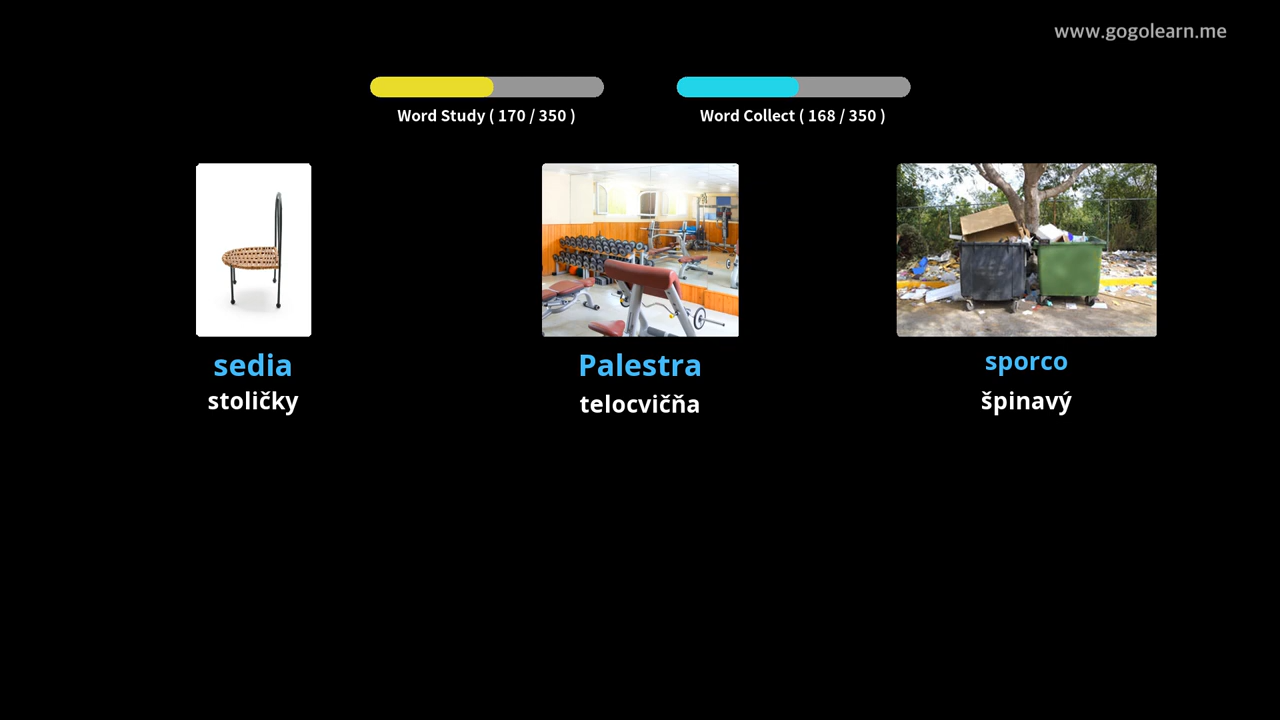 www.gogolearn.me
Word Study ( 170 / 350 )
Word Collect ( 168 / 350 )
sedia
Palestra
sporco
stoličky
telocvičňa
špinavý